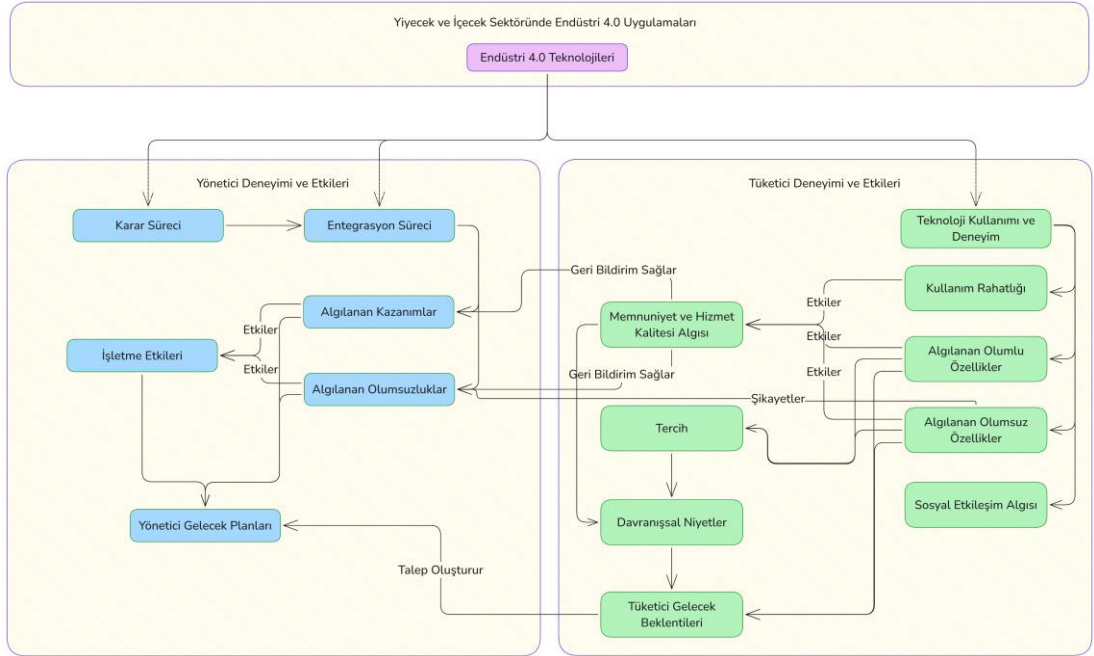 Yiyecek ve İçecek Sektöründe Endüstri 4.0 Uygulamaları
Endüstri 4.0 Teknolojileri
Yönetici Deneyimi ve Etkileri
Karar Süreci
Entegrasyon Süreci
Algılanan Kazanımlar
Etkiler
İşletme Etkileri
Etkiler
Algılanan Olumsuzluklar
Yönetici Gelecek Planları
Talep Oluşturur
Tüketici Deneyimi ve Etkileri
Teknoloji Kullanımı ve
Deneyim
Geri Bildirim Sağlar
Kullanım Rahatlığı
Etkiler
Memnuniyet ve Hizmet
Kalitesi Algısı
Etkiler
Algılanan Olumlu
Özellikler
Geri Bildirim Sağlar
Etkiler
Şikayetler
Tercih
Algılanan Olumsuz
Özellikler
Sosyal Etkileşim Algısı
Davranışsal Niyetler
Tüketici Gelecek
Beklentileri